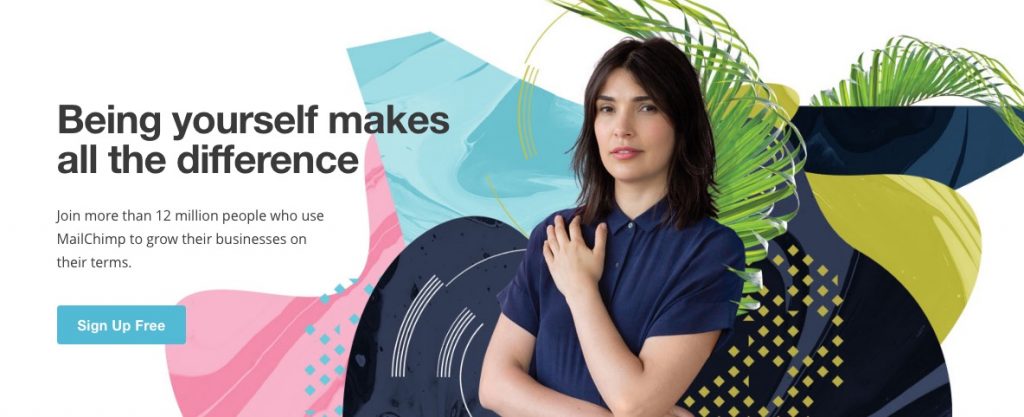 Being yourself makes
all the difference
Join more than 12 million people who use
MailChimp to grow their businesses on
their terms.
Sign Up Free